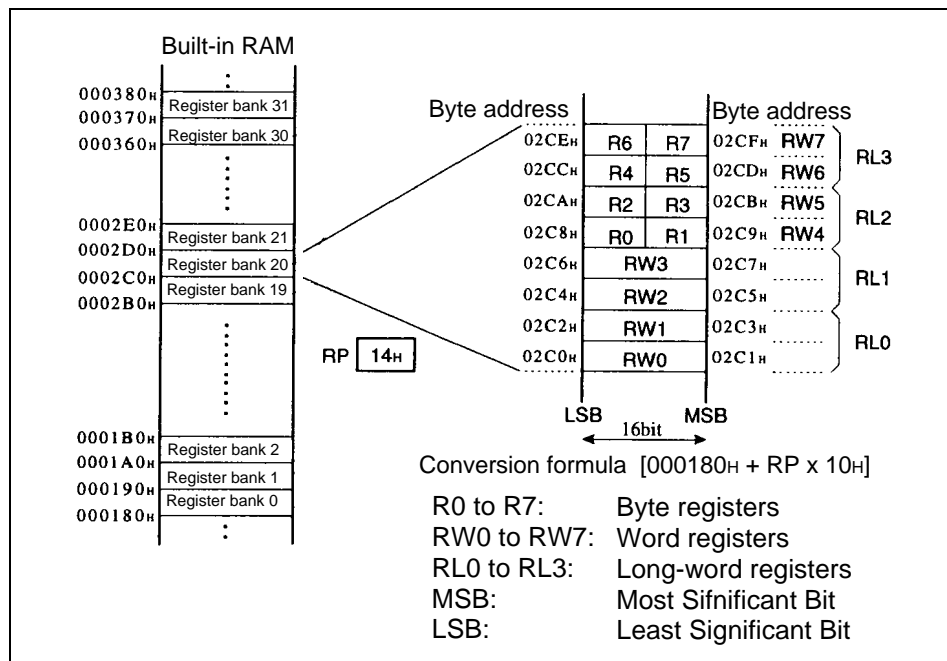 Built-in RAM
000380H
Register bank 31
000370H
Register bank 30
000360H
0002E0H
Register bank 21
0002D0H
Register bank 20
0002C0H
Register bank 19
0002B0H
RP 14H
0001B0H
Register bank 2
0001A0H
Register bank 1
000190H
Register bank 0
000180H
Byte address Byte address
02CEH R6 R7 02CFH RW7
02CCH R4 R5 02CDH RW6
RL3
02CAH R2 R3 02CBH RW5
02C8H R0 R1 02C9H RW4
RL2
02C6H RW3 02C7H
02C4H RW2 02C5H
RL1
02C2H RW1 02C3H
02C0H RW0 02C1H
RL0
LSB MSB
16bit
Conversion formula [000180H + RP x 10H]
R0 to R7: Byte registers
RW0 to RW7: Word registers
RL0 to RL3: Long-word registers
MSB: Most Sifnificant Bit
LSB: Least Significant Bit